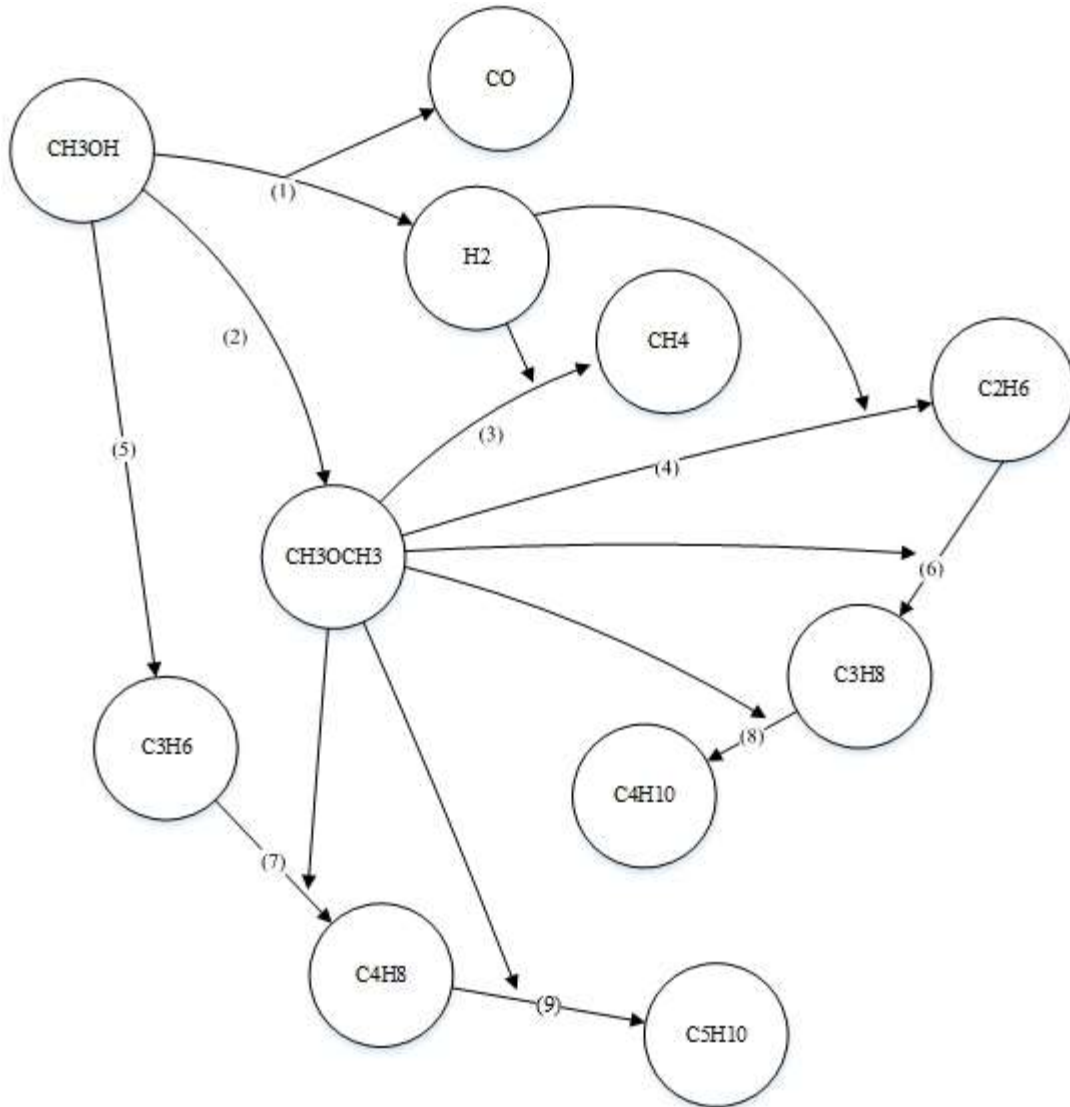 CO
CH3OH
(1)
H2
(2)
CH4
C2H6
(3)
(5)
(4)
CH3OCH3
(6)
C3H8
C3H6
(8)
C4H10
(7)
C4H8
(9)
C5H10